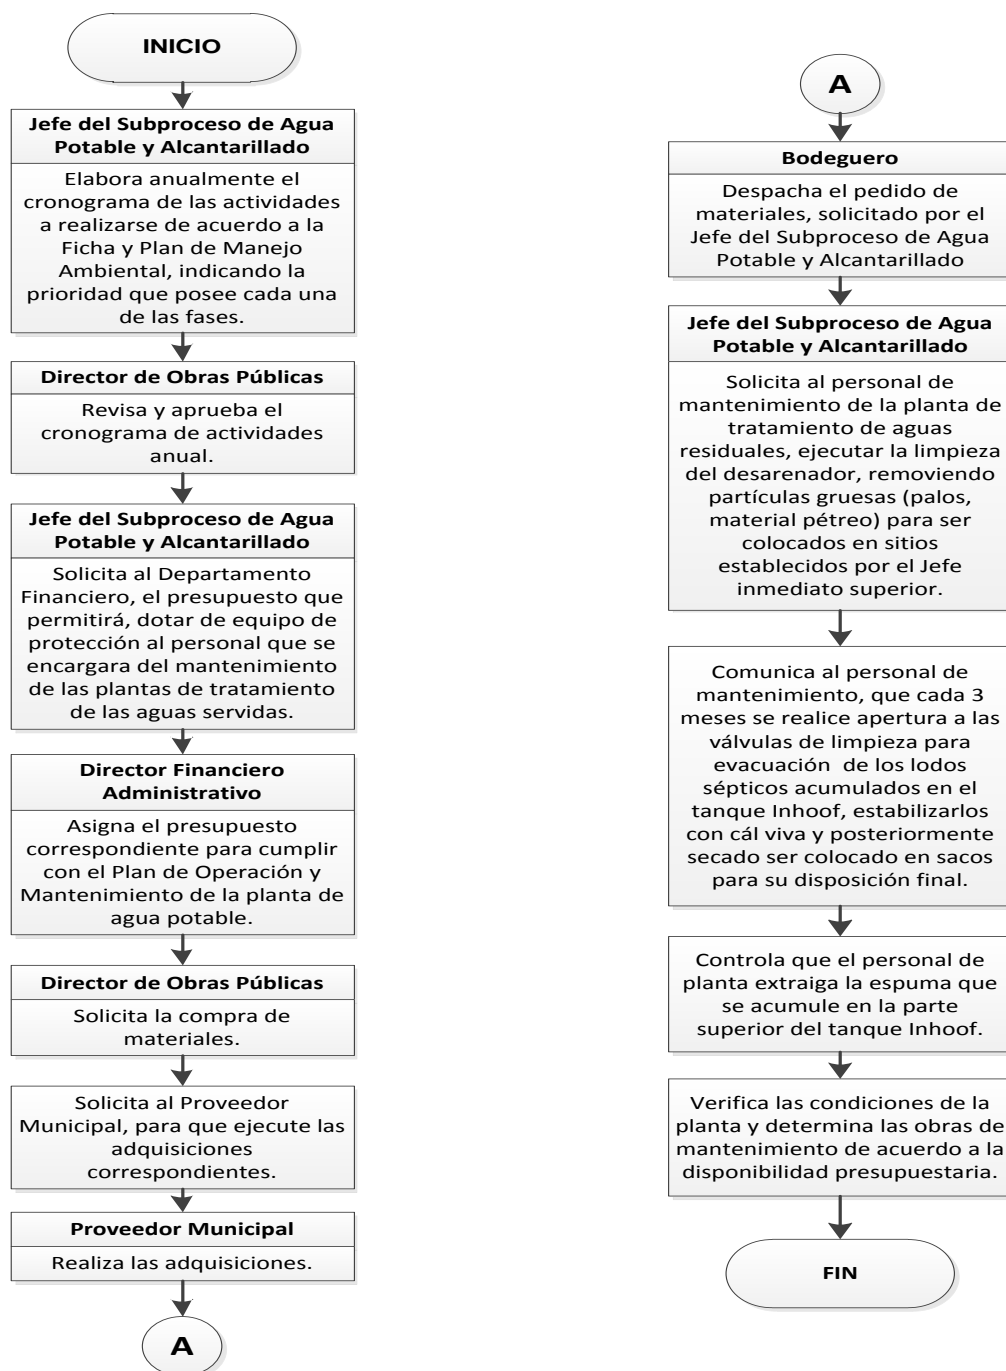 INICIO
Jefe del Subproceso de Agua
Potable y Alcantarillado
Elabora anualmente el
cronograma de las actividades
a realizarse de acuerdo a la
Ficha y Plan de Manejo
Ambiental, indicando la
prioridad que posee cada una
de las fases.
Director de Obras Públicas
Revisa y aprueba el
cronograma de actividades
anual.
Jefe del Subproceso de Agua
Potable y Alcantarillado
Solicita al Departamento
Financiero, el presupuesto que
permitirá, dotar de equipo de
protección al personal que se
encargara del mantenimiento
de las plantas de tratamiento
de las aguas servidas.
Director Financiero
Administrativo
Asigna el presupuesto
correspondiente para cumplir
con el Plan de Operación y
Mantenimiento de la planta de
agua potable.
Director de Obras Públicas
Solicita la compra de
materiales.
Solicita al Proveedor
Municipal, para que ejecute las
adquisiciones
correspondientes.
Proveedor Municipal
Realiza las adquisiciones.
A
A
Bodeguero
Despacha el pedido de
materiales, solicitado por el
Jefe del Subproceso de Agua
Potable y Alcantarillado
Jefe del Subproceso de Agua
Potable y Alcantarillado
Solicita al personal de
mantenimiento de la planta de
tratamiento de aguas
residuales, ejecutar la limpieza
del desarenador, removiendo
partículas gruesas (palos,
material pétreo) para ser
colocados en sitios
establecidos por el Jefe
inmediato superior.
Comunica al personal de
mantenimiento, que cada 3
meses se realice apertura a las
válvulas de limpieza para
evacuación de los lodos
sépticos acumulados en el
tanque Inhoof, estabilizarlos
con cál viva y posteriormente
secado ser colocado en sacos
para su disposición final.
Controla que el personal de
planta extraiga la espuma que
se acumule en la parte
superior del tanque Inhoof.
Verifica las condiciones de la
planta y determina las obras de
mantenimiento de acuerdo a la
disponibilidad presupuestaria.
FIN